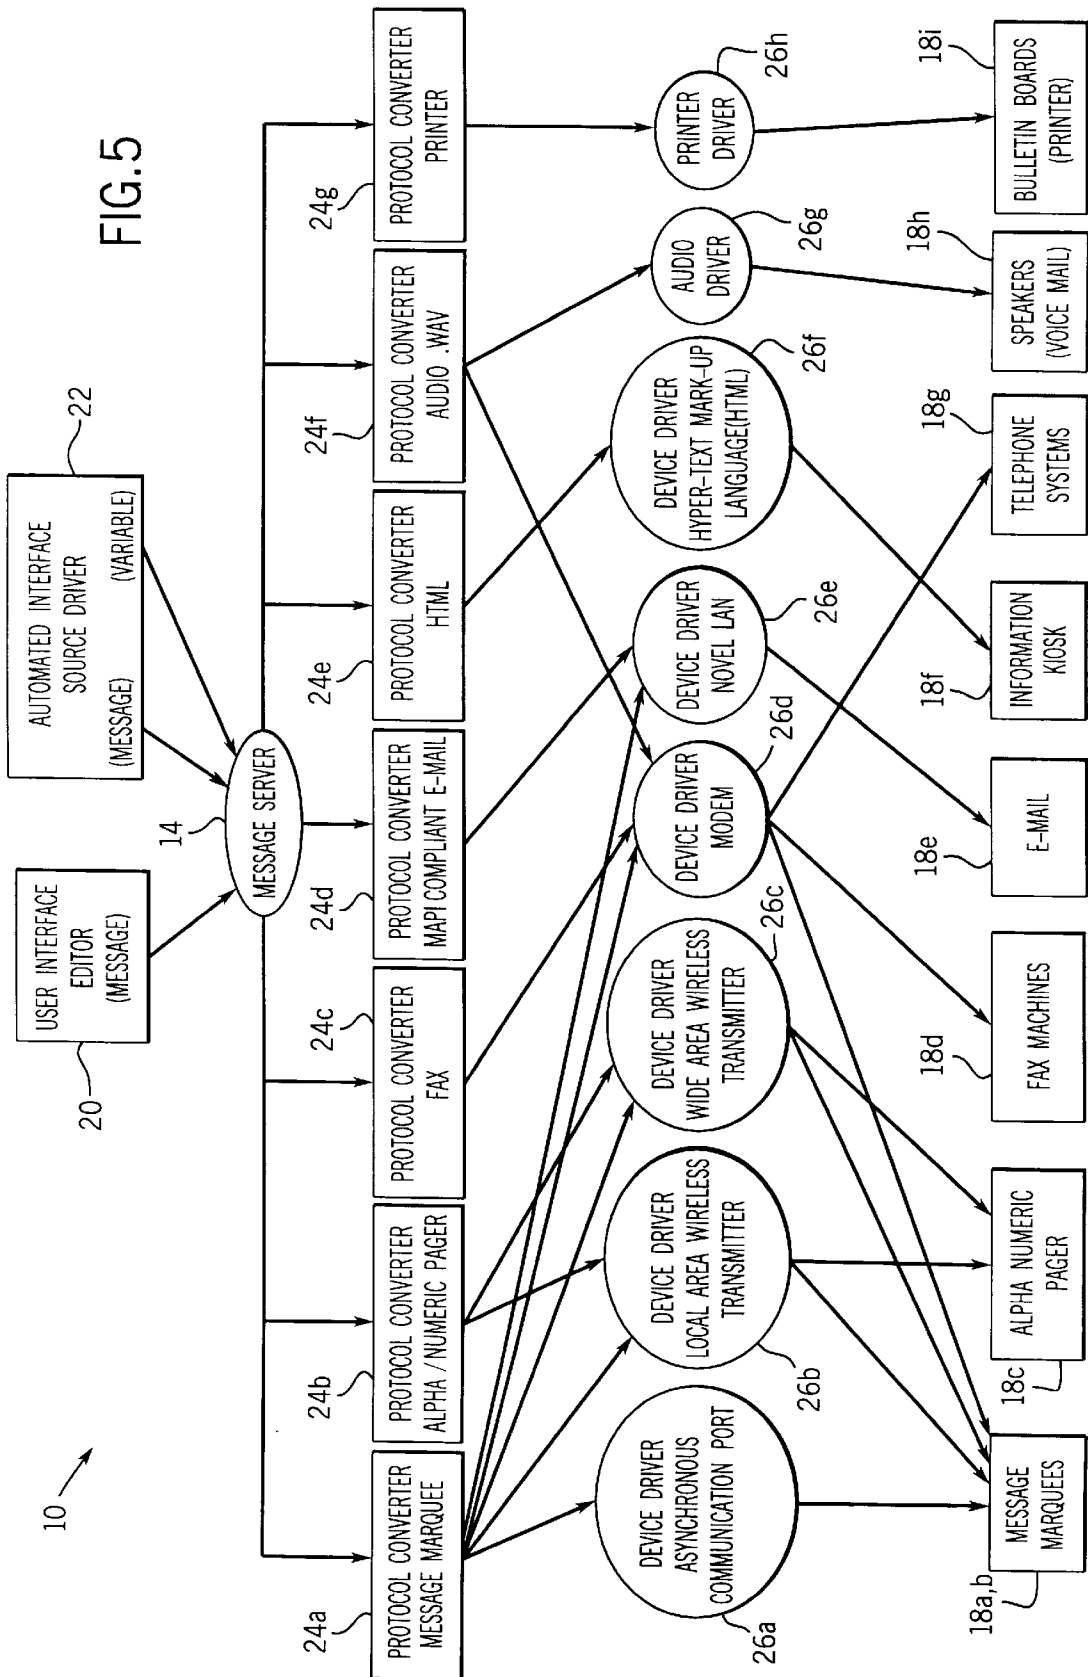 FIG.5
10
USER INTERFACE
EDITOR
(MESSAGE)
20
AUTOMATED INTERFACE
SOURCE DRIVER
(MESSAGE) (VARIABLE)
22
14
MESSAGE SERVER
24a
PROTOCOL CONVERTER
MESSAGE MARQUEE
24b
PROTOCOL CONVERTER
ALPHA/NUMERIC PAGER
24c
PROTOCOL CONVERTER
FAX
24d
PROTOCOL CONVERTER
MAPI COMPLIANT E-MAIL
24e
PROTOCOL CONVERTER
HTML
24f
PROTOCOL CONVERTER
AUDIO .WAV
24g
PROTOCOL CONVERTER
PRINTER
DEVICE DRIVER
ASYNCHRONOUS
COMMUNICATION PORT
26a
DEVICE DRIVER
LOCAL AREA WIRELESS
TRANSMITTER
26b
DEVICE DRIVER
WIDE AREA WIRELESS
TRANSMITTER
26c
DEVICE DRIVER
MODEM
26d
DEVICE DRIVER
NOVEL LAN
26e
DEVICE DRIVER
HYPER-TEXT MARK-UP
LANGUAGE(HTML)
26f
AUDIO
DRIVER
26g
PRINTER
DRIVER
26h
MESSAGE
MARQUEES
18a,b
ALPHA NUMERIC
PAGER
18c
FAX MACHINES
18d
E-MAIL
18e
INFORMATION
KIOSK
18f
TELEPHONE
SYSTEMS
18g
SPEAKERS
(VOICE MAIL)
18h
BULLETIN BOARDS
(PRINTER)
18i